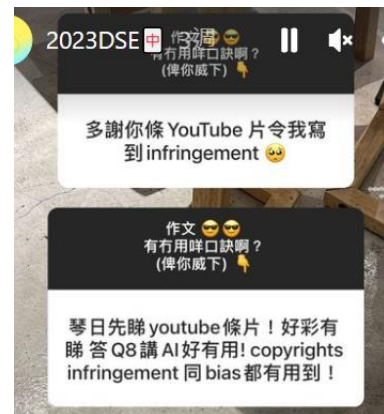 2023DSE🀄 3週
作文 😎😎
有冇用咩口訣啊？
(俾你威下) 👇
多謝你條 YouTube 片令我寫
到 infringement 🥺
作文 😎😎
有冇用咩口訣啊？
(俾你威下) 👇
琴日先睇 youtube 條片！好彩有
睇 答 Q8 講 AI 好有用! copyrights
infringement 同 bias 都有用到！